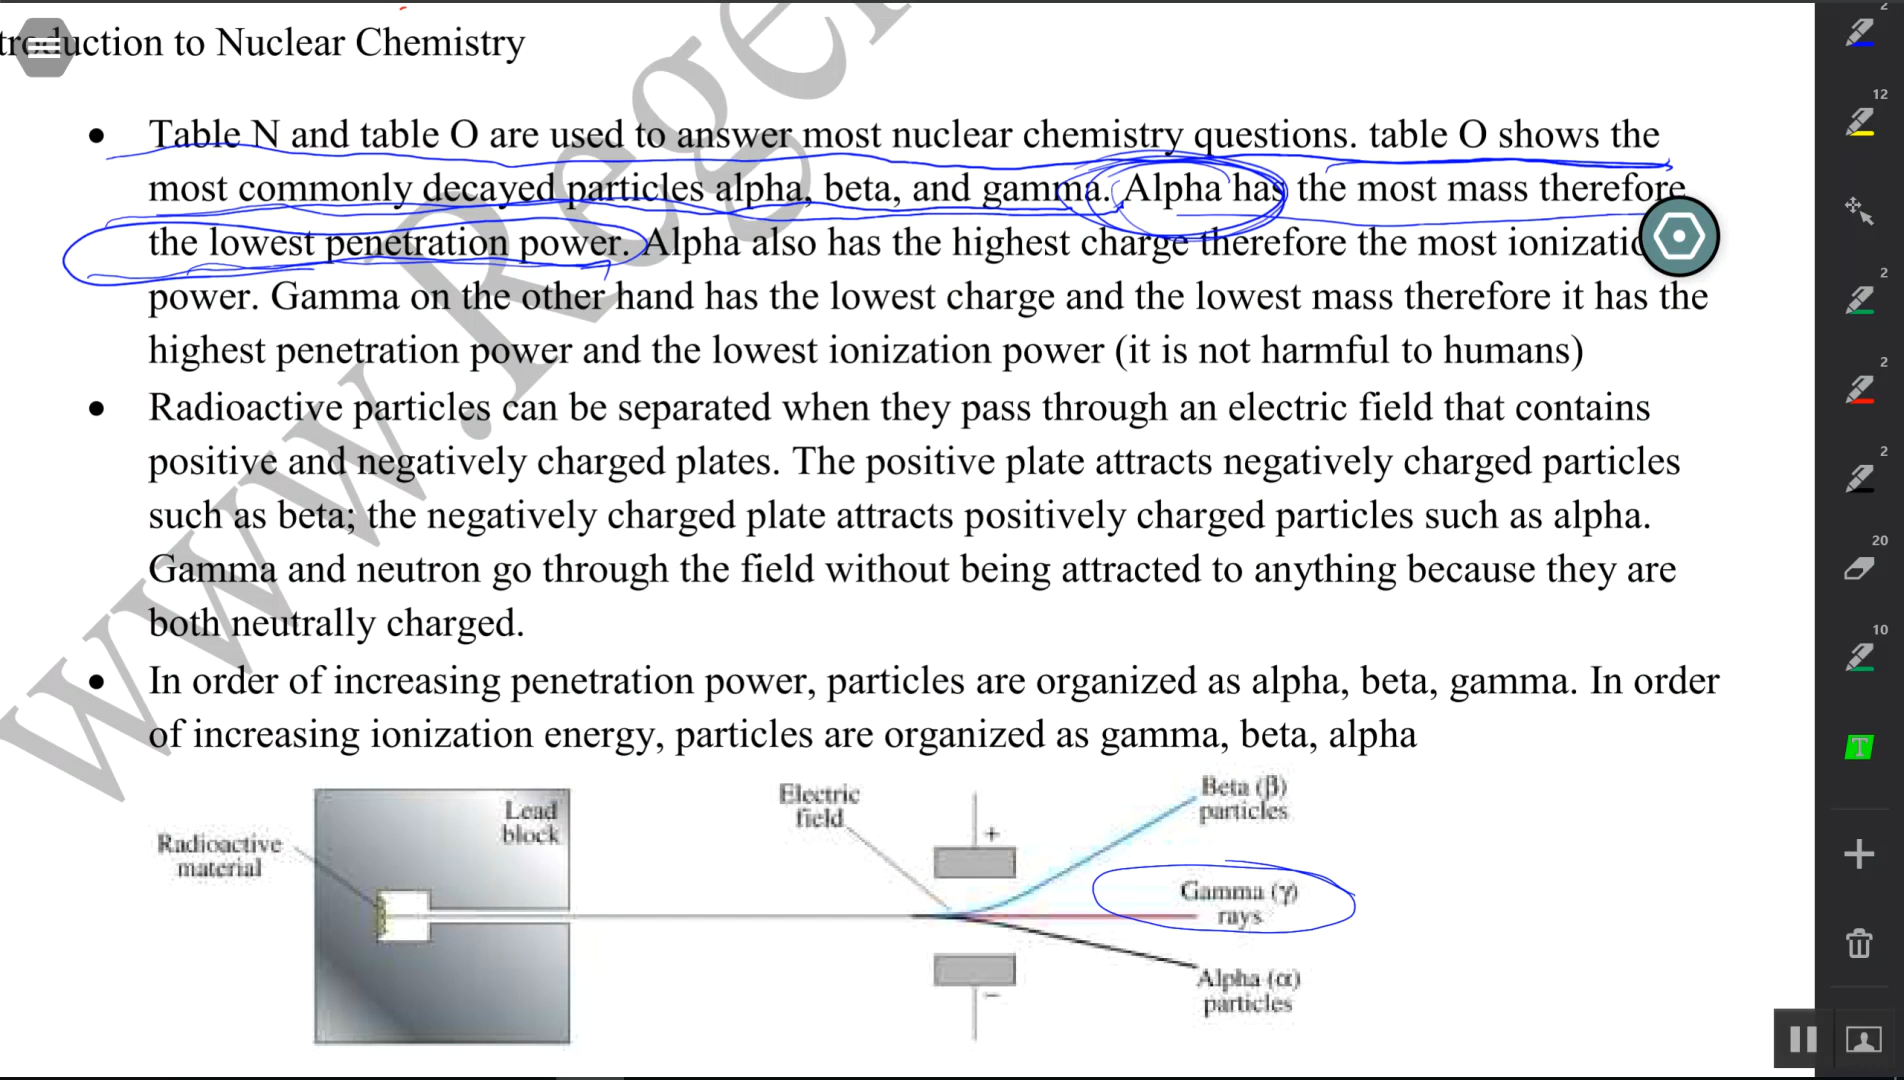 troduction to Nuclear Chemistry
• Table N and table O are used to answer most nuclear chemistry questions. table O shows the
most commonly decayed particles alpha, beta, and gamma. Alpha has the most mass therefore
the lowest penetration power. Alpha also has the highest charge therefore the most ionizatio
power. Gamma on the other hand has the lowest charge and the lowest mass therefore it has the
highest penetration power and the lowest ionization power (it is not harmful to humans)
• Radioactive particles can be separated when they pass through an electric field that contains
positive and negatively charged plates. The positive plate attracts negatively charged particles
such as beta; the negatively charged plate attracts positively charged particles such as alpha.
Gamma and neutron go through the field without being attracted to anything because they are
both neutrally charged.
• In order of increasing penetration power, particles are organized as alpha, beta, gamma. In order
of increasing ionization energy, particles are organized as gamma, beta, alpha
Radioactive
material
Lead
block
Electric
field
+
−
Beta (β)
particles
Gamma (γ)
rays
Alpha (α)
particles
www.Reger
2
12
2
2
2
20
10
T